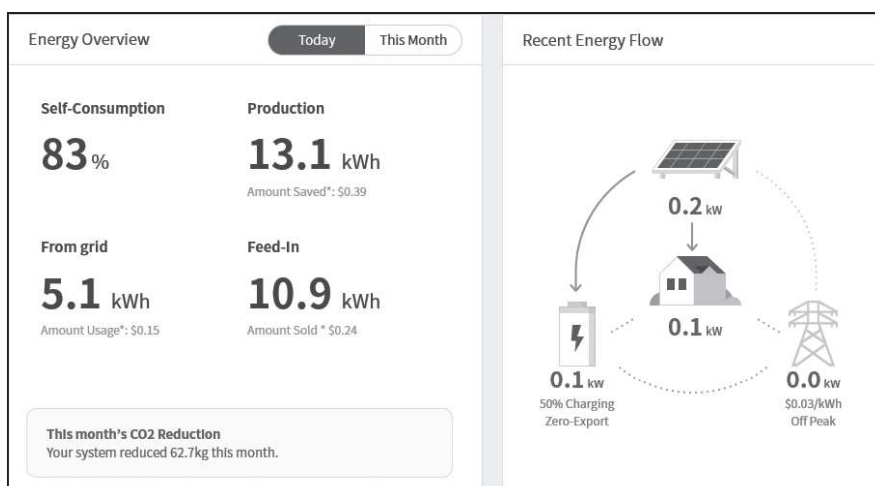 Energy Overview
Today
This Month
Self-Consumption
83%
Production
13.1 kWh
Amount Saved*: $0.39
From grid
5.1 kWh
Amount Usage*: $0.15
Feed-In
10.9 kWh
Amount Sold * $0.24
This month's CO2 Reduction
Your system reduced 62.7kg this month.
Recent Energy Flow
0.2 kW
0.1 kW
0.1 kW
50% Charging
Zero-Export
0.0 kW
$0.03/kWh
Off Peak